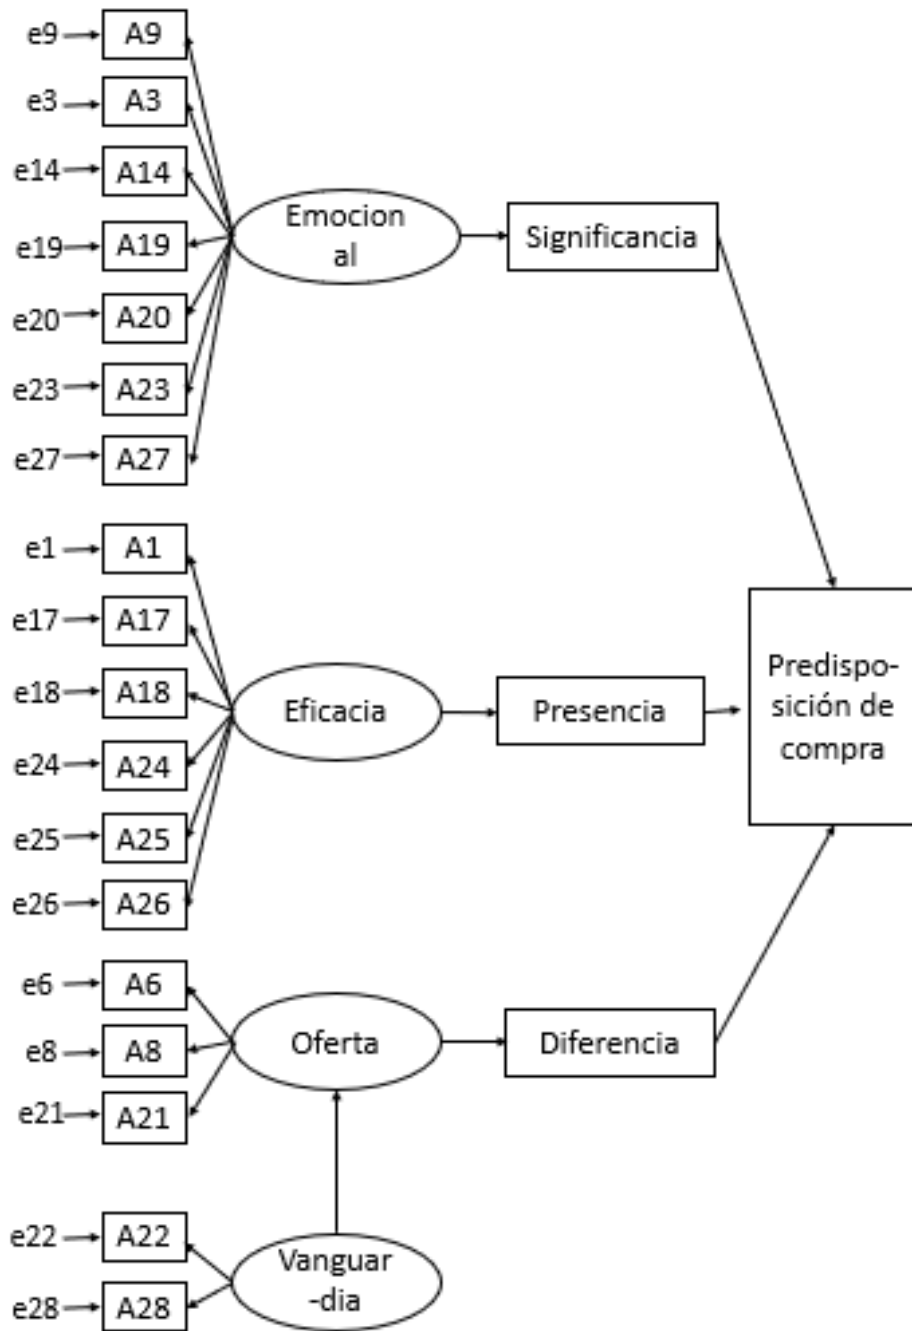 e9 A9
e3 A3
e14 A14
e19 A19
e20 A20
e23 A23
e27 A27
Emocion
al
Significancia
e1 A1
e17 A17
e18 A18
e24 A24
e25 A25
e26 A26
Eficacia
Presencia
Predispo-
sición de
compra
e6 A6
e8 A8
e21 A21
Oferta
Diferencia
e22 A22
e28 A28
Vanguar
-dia